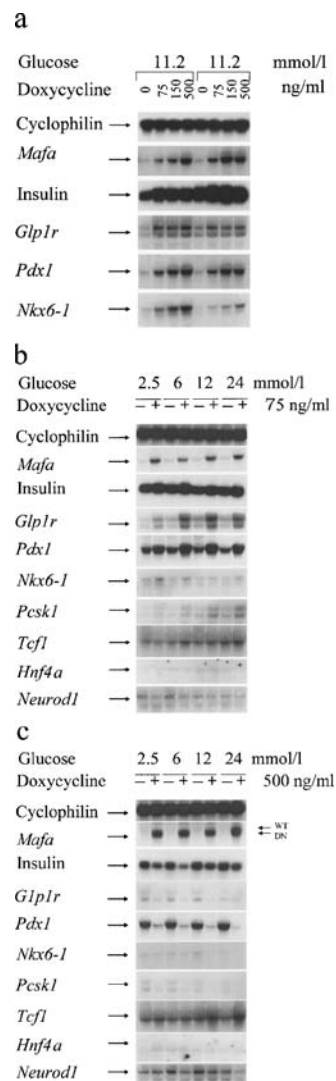 a
Glucose 11.2 11.2 mmol/l
Doxycycline 0 75 150 500 0 75 150 500 ng/ml
Cyclophilin
Mafa
Insulin
Glp1r
Pdx1
Nkx6-1
b
Glucose 2.5 6 12 24 mmol/l
Doxycycline – + – + – + – + 75 ng/ml
Cyclophilin
Mafa
Insulin
Glp1r
Pdx1
Nkx6-1
Pcsk1
Tcf1
Hnf4a
Neurod1
c
Glucose 2.5 6 12 24 mmol/l
Doxycycline – + – + – + – + 500 ng/ml
Cyclophilin
WT
Mafa DN
Insulin
G1p1r
Pdx1
Nkx6-1
Pcsk1
Tcf1
Hnf4a
Neurod1